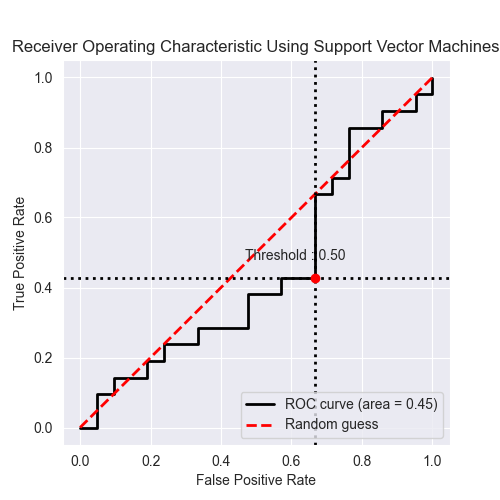 Receiver Operating Characteristic Using Support Vector Machines
1.0
0.8
0.6
0.4
0.2
0.0
True Positive Rate
Threshold : 0.50
ROC curve (area = 0.45)
Random guess
0.0 0.2 0.4 0.6 0.8 1.0
False Positive Rate